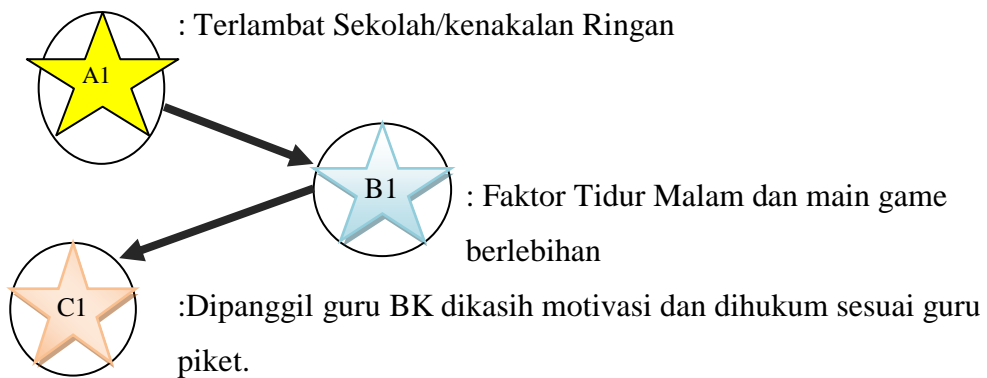 : Terlambat Sekolah/kenakalan Ringan
A1
B1
: Faktor Tidur Malam dan main game
berlebihan
C1
:Dipanggil guru BK dikasih motivasi dan dihukum sesuai guru
piket.